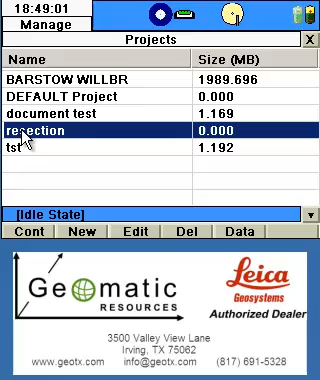 18:49:01
Manage
Projects X
Name Size (MB)
BARSTOW WILLBR 1989.696
DEFAULT Project 0.000
document test 1.169
resection 0.000
tst 1.192
[Idle State]
Cont New Edit Del Data
Geomatic
RESOURCES
Leica
Geosystems
Authorized Dealer
3500 Valley View Lane
Irving, TX 75062
www.geotx.com info@geotx.com (817) 691-5328